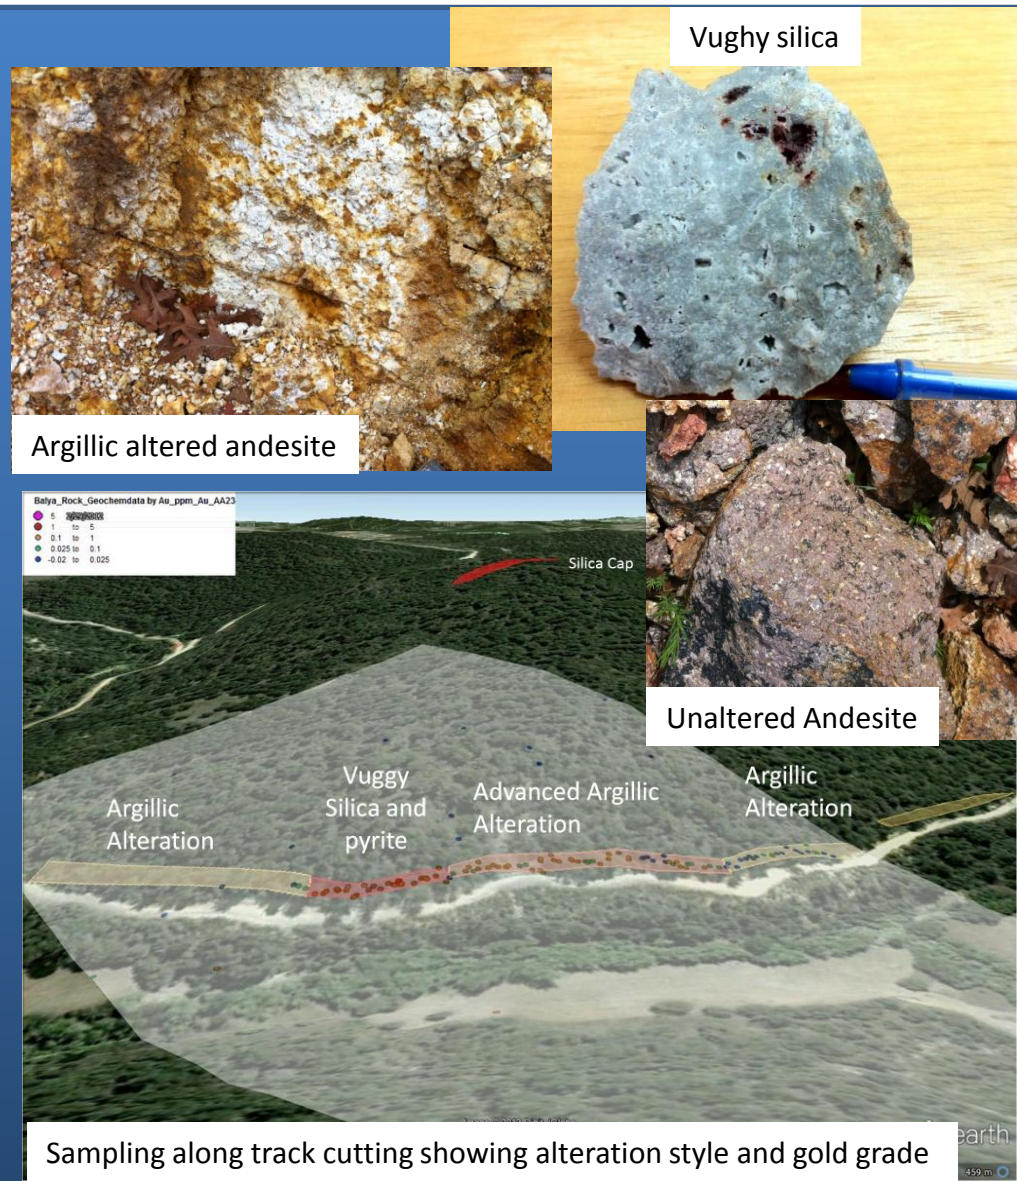 Vughy silica
Argillic altered andesite
Balya_Rock_Geochemdata by Au_ppm_Au_AA23
5
1 to 5
0.1 to 1
0.025 to 0.1
-0.02 to 0.025
Silica Cap
Unaltered Andesite
Argillic
Alteration
Vuggy
Silica and
pyrite
Advanced Argillic
Alteration
Argillic
Alteration
earth
Sampling along track cutting showing alteration style and gold grade
459 m